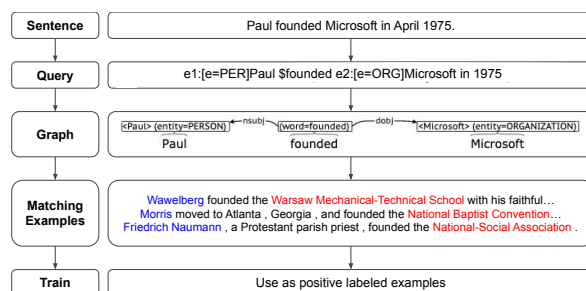 Sentence
Paul founded Microsoft in April 1975.
Query
e1:[e=PER]Paul $founded e2:[e=ORG]Microsoft in 1975
Graph
<Paul> (entity=PERSON) nsubj (word=founded) dobj <Microsoft> (entity=ORGANIZATION)
Paul founded Microsoft
Matching
Examples
Wawelberg founded the Warsaw Mechanical-Technical School with his faithful…
Morris moved to Atlanta , Georgia , and founded the National Baptist Convention…
Friedrich Naumann , a Protestant parish priest , founded the National-Social Association .
Train
Use as positive labeled examples